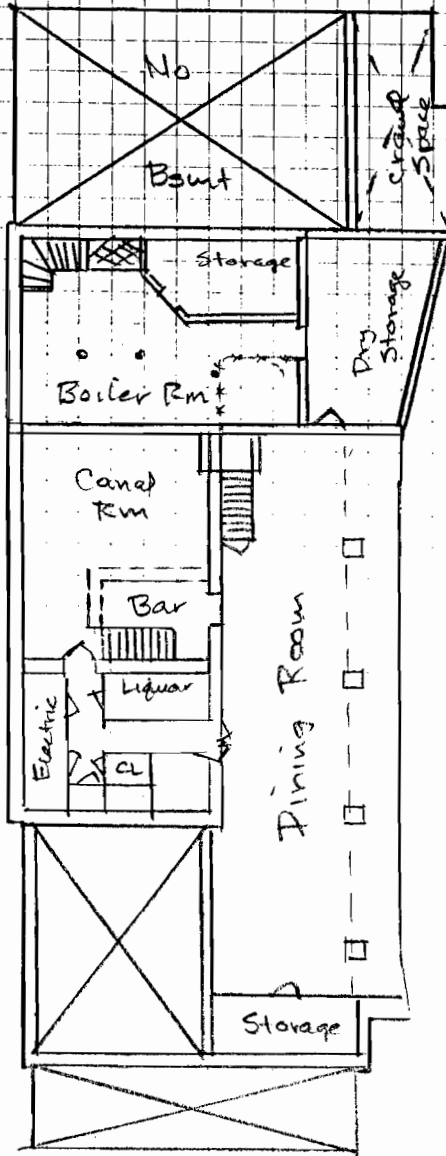 No
Bsmt
Crawl
Space
Storage
Dry
Storage
Boiler Rm
Canal
Rm
Bar
Liquor
Electric
CL
Dining Room
Storage